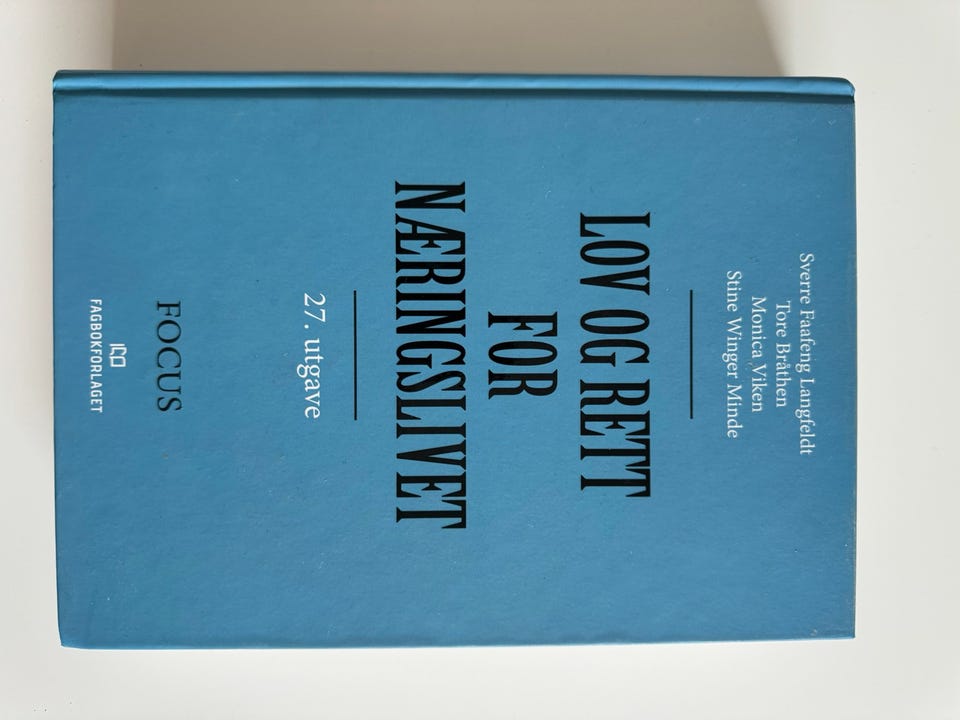 Sverre Faafeng Langfeldt
Tore Bråthen
Monica Viken
Stine Winger Minde
LOV OG RETT
FOR
NÆRINGSLIVET
27. utgave
FOCUS
FAGBOKFORLAGET